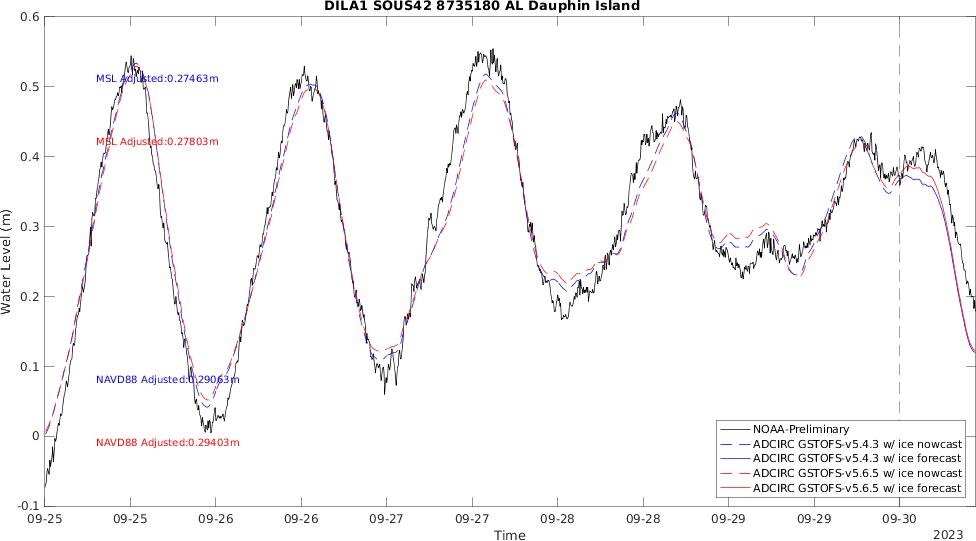 DILA1 SOUS42 8735180 AL Dauphin Island
0.6
0.5
0.4
0.3
0.2
0.1
0
-0.1
Water Level (m)
MSL Adjusted:0.27463m
MSL Adjusted:0.27803m
NAVD88 Adjusted:0.29063m
NAVD88 Adjusted:0.29403m
NOAA-Preliminary
ADCIRC GSTOFS-v5.4.3 w/ ice nowcast
ADCIRC GSTOFS-v5.4.3 w/ ice forecast
ADCIRC GSTOFS-v5.6.5 w/ ice nowcast
ADCIRC GSTOFS-v5.6.5 w/ ice forecast
09-25 09-25 09-26 09-26 09-27 09-27 09-28 09-28 09-29 09-29 09-30
Time
2023